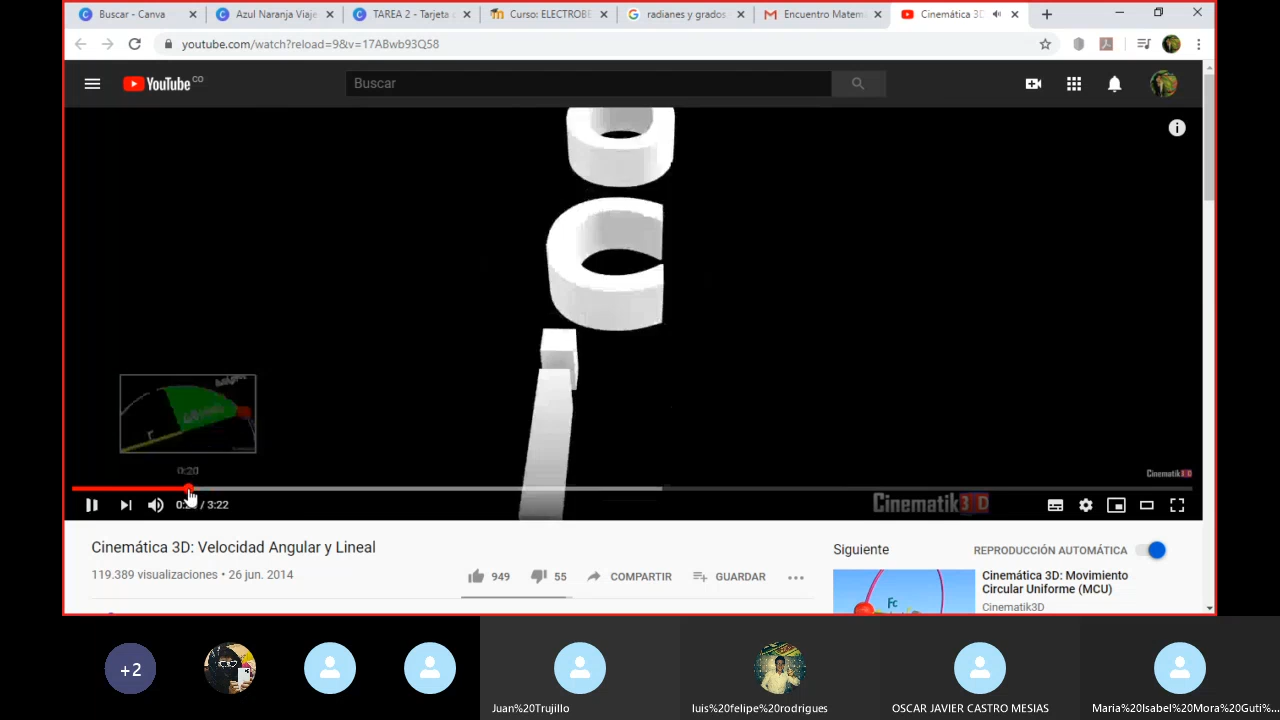 Buscar - Canva
Azul Naranja Viaje
TAREA 2 - Tarjeta c
Curso: ELECTROBE
radianes y grados
Encuentro Matem
Cinemática 3D
youtube.com/watch?reload=9&v=17ABwb93Q58
YouTube CO
Buscar
r
0:20
/ 3:22
Cinematik3D
Cinematik3D
Cinemática 3D: Velocidad Angular y Lineal
119.389 visualizaciones • 26 jun. 2014
949
55
COMPARTIR
GUARDAR
Siguiente
REPRODUCCIÓN AUTOMÁTICA
Fc
Cinemática 3D: Movimiento
Circular Uniforme (MCU)
Cinematik3D
+2
Juan%20Trujillo
luis%20felipe%20rodrigues
OSCAR JAVIER CASTRO MESIAS
Maria%20Isabel%20Mora%20Guti%...